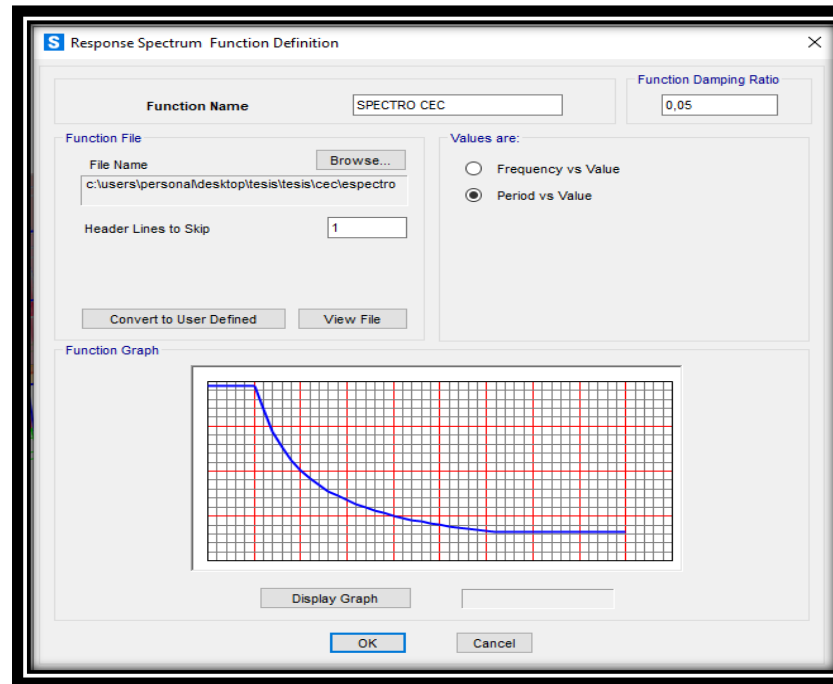 S Response Spectrum Function Definition
Function Name
SPECTRO CEC
Function Damping Ratio
0,05
Function File
File Name
Browse...
c:\users\personal\desktop\tesis\tesis\cec\espectro
Header Lines to Skip
1
Convert to User Defined
View File
Values are:
Frequency vs Value
Period vs Value
Function Graph
Display Graph
OK
Cancel